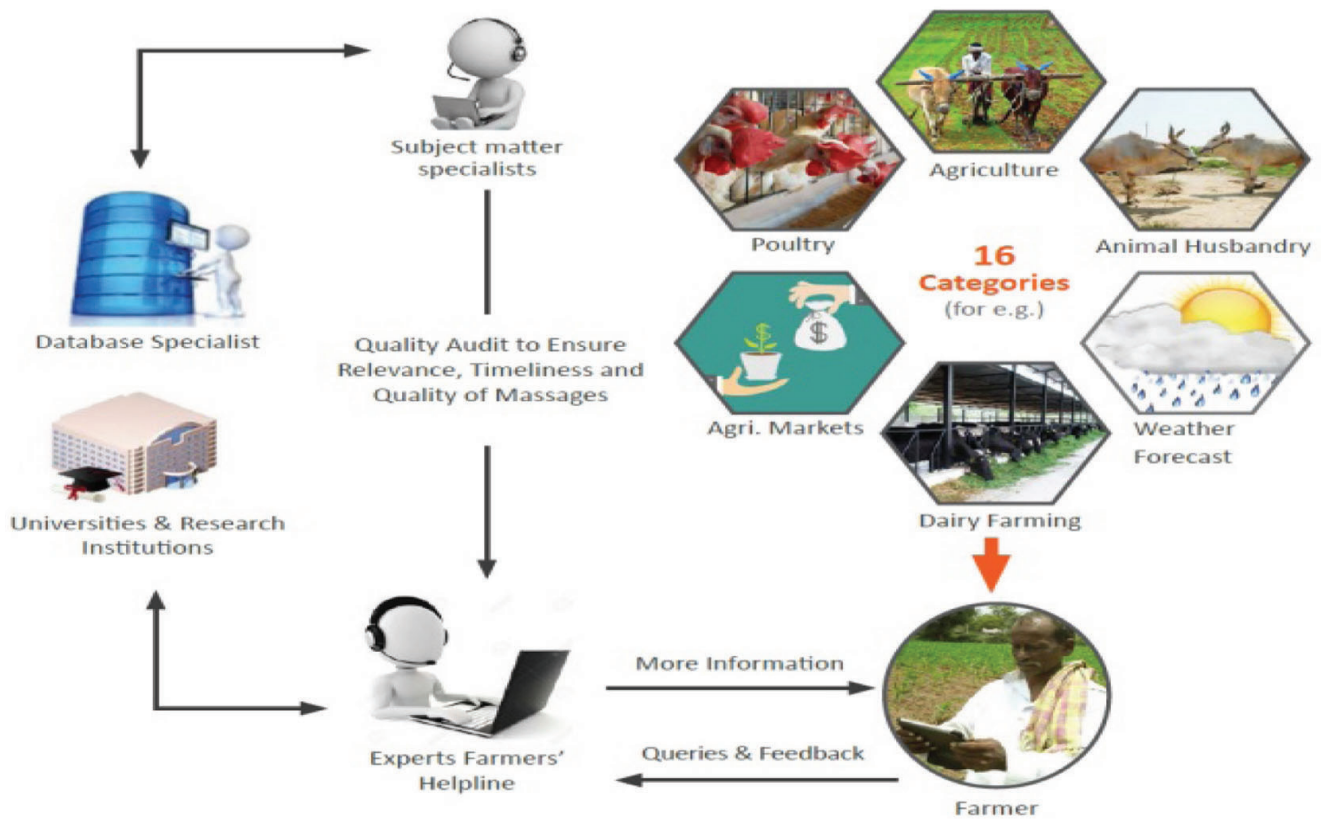 Subject matter
specialists
Database Specialist
Universities & Research
Institutions
Quality Audit to Ensure
Relevance, Timeliness and
Quality of Massages
Experts Farmers'
Helpline
More Information
Queries & Feedback
Agriculture
Poultry
Animal Husbandry
16
Categories
(for e.g.)
Agri. Markets
Weather
Forecast
Dairy Farming
Farmer